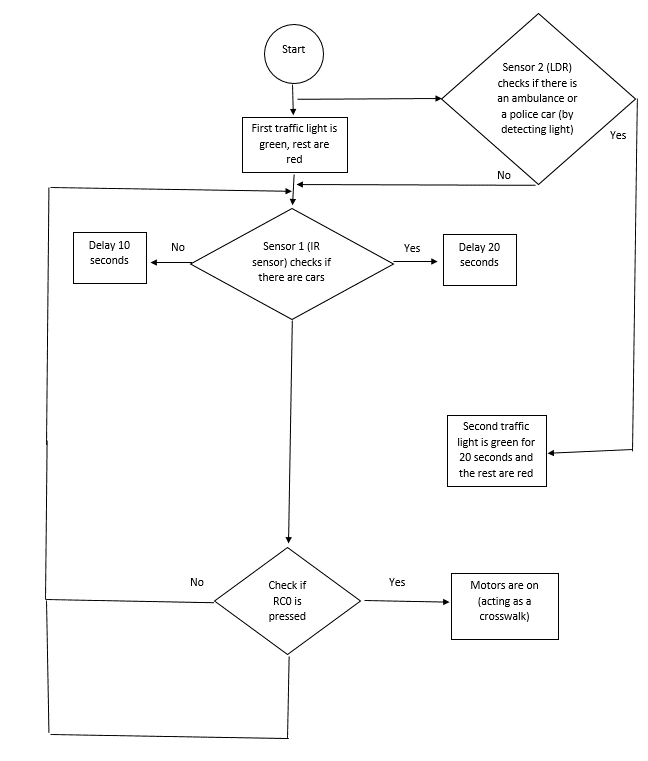 Start
Sensor 2 (LDR)
checks if there is
an ambulance or
a police car (by
detecting light)
Yes
No
First traffic light is
green, rest are
red
Delay 10
seconds
No
Sensor 1 (IR
sensor) checks if
there are cars
Yes
Delay 20
seconds
Second traffic
light is green for
20 seconds and
the rest are red
No
Check if
RC0 is
pressed
Yes
Motors are on
(acting as a
crosswalk)